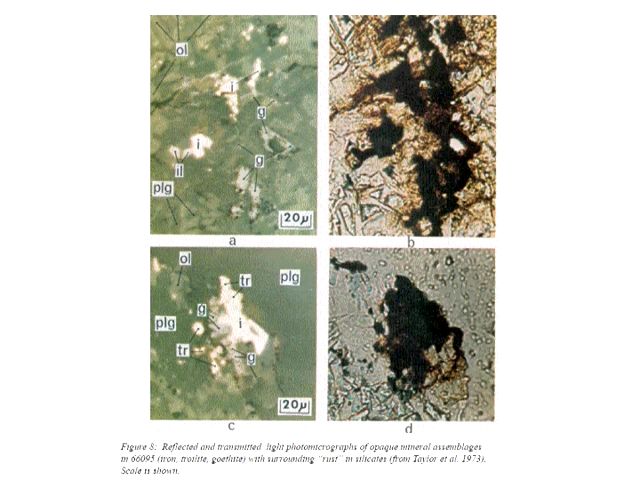 ol
i
g
i
g
il
plg
20μ
a
b
ol
tr
plg
g
i
plg
tr
g
20μ
c
d
Figure 8: Reflected and transmitted light photomicrographs of opaque mineral assemblages
in 66095 (iron, troilite, goethite) with surrounding "rust" in silicates (from Taylor et al. 1973).
Scale is shown.